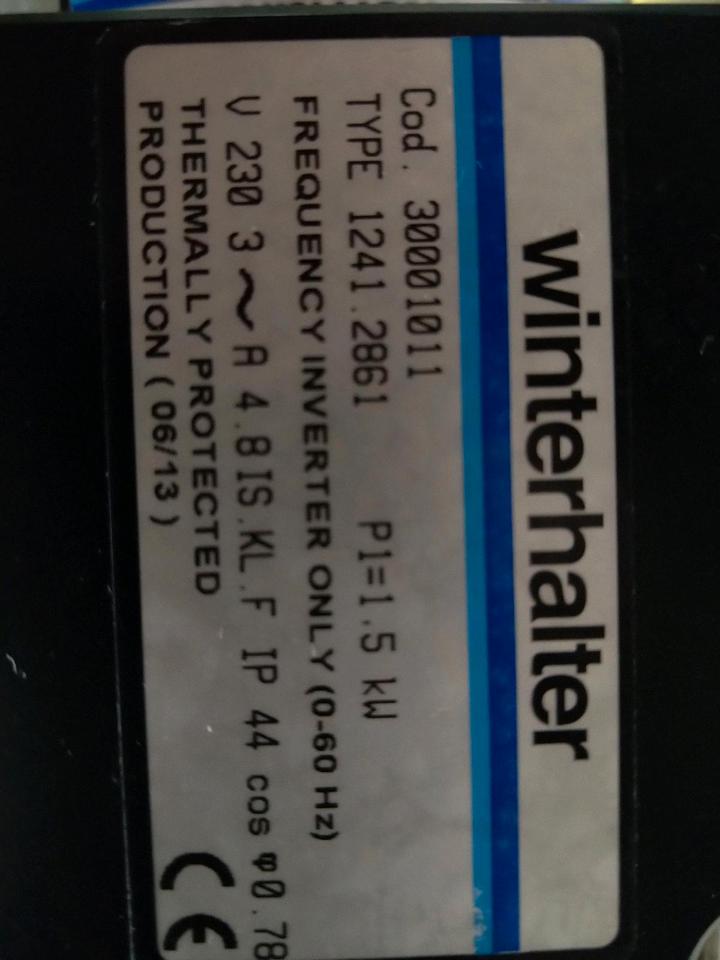 winterhalter
Cod. 30001011
TYPE 1241.2861 P1=1.5 kW
FREQUENCY INVERTER ONLY (0-60 Hz)
V 230 3~ A 4.8 IS.KL.F IP 44 cos φ0.78
THERMALLY PROTECTED
PRODUCTION (06/13)
CE